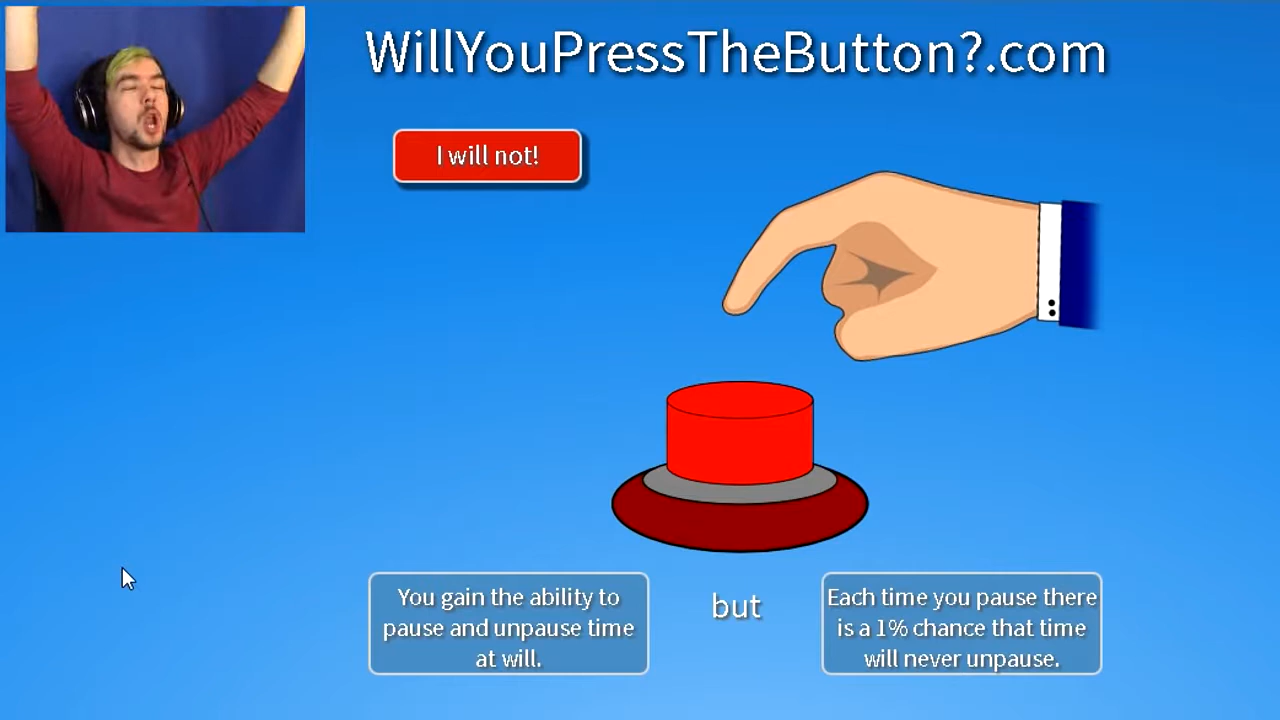 WillYouPressTheButton?.com
I will not!
You gain the ability to
pause and unpause time
at will.
but
Each time you pause there
is a 1% chance that time
will never unpause.